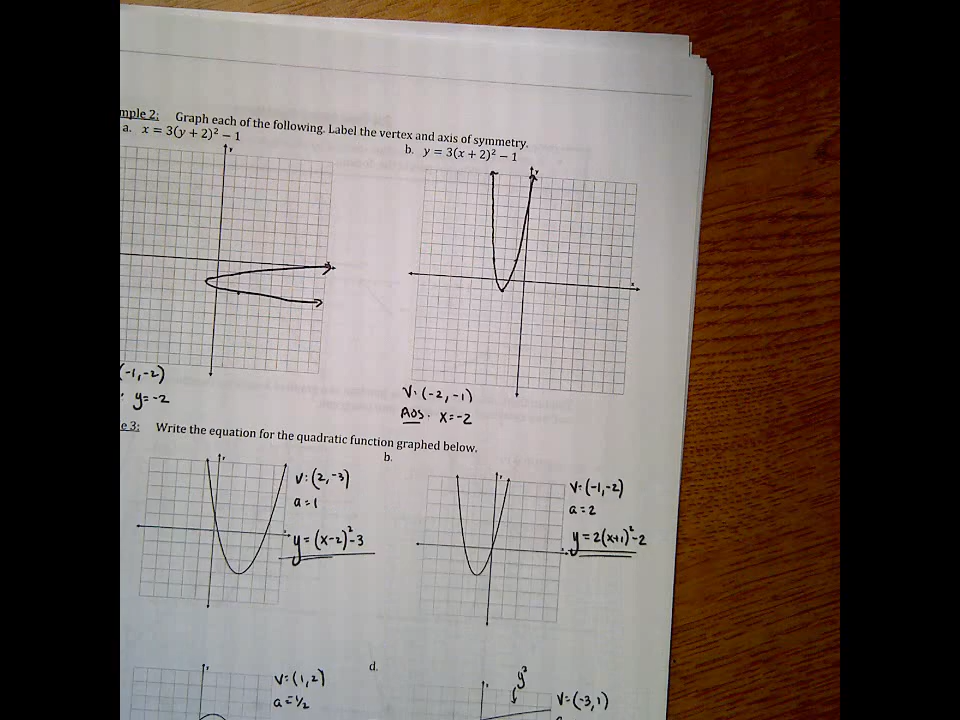 mple 2: Graph each of the following. Label the vertex and axis of symmetry.
a. x = 3(y + 2)² − 1
b. y = 3(x + 2)² − 1
y
y
x
x
(-1,-2)
: y=-2
V: (-2, -1)
AOS. x=-2
e 3: Write the equation for the quadratic function graphed below.
b.
y
V: (2, -3)
a=1
y = (x-2)²-3
y
V: (-1, -2)
a=2
y = 2(x+1)²-2
d.
V: (1, 2)
a=1/2
y²
V: (-3, 1)